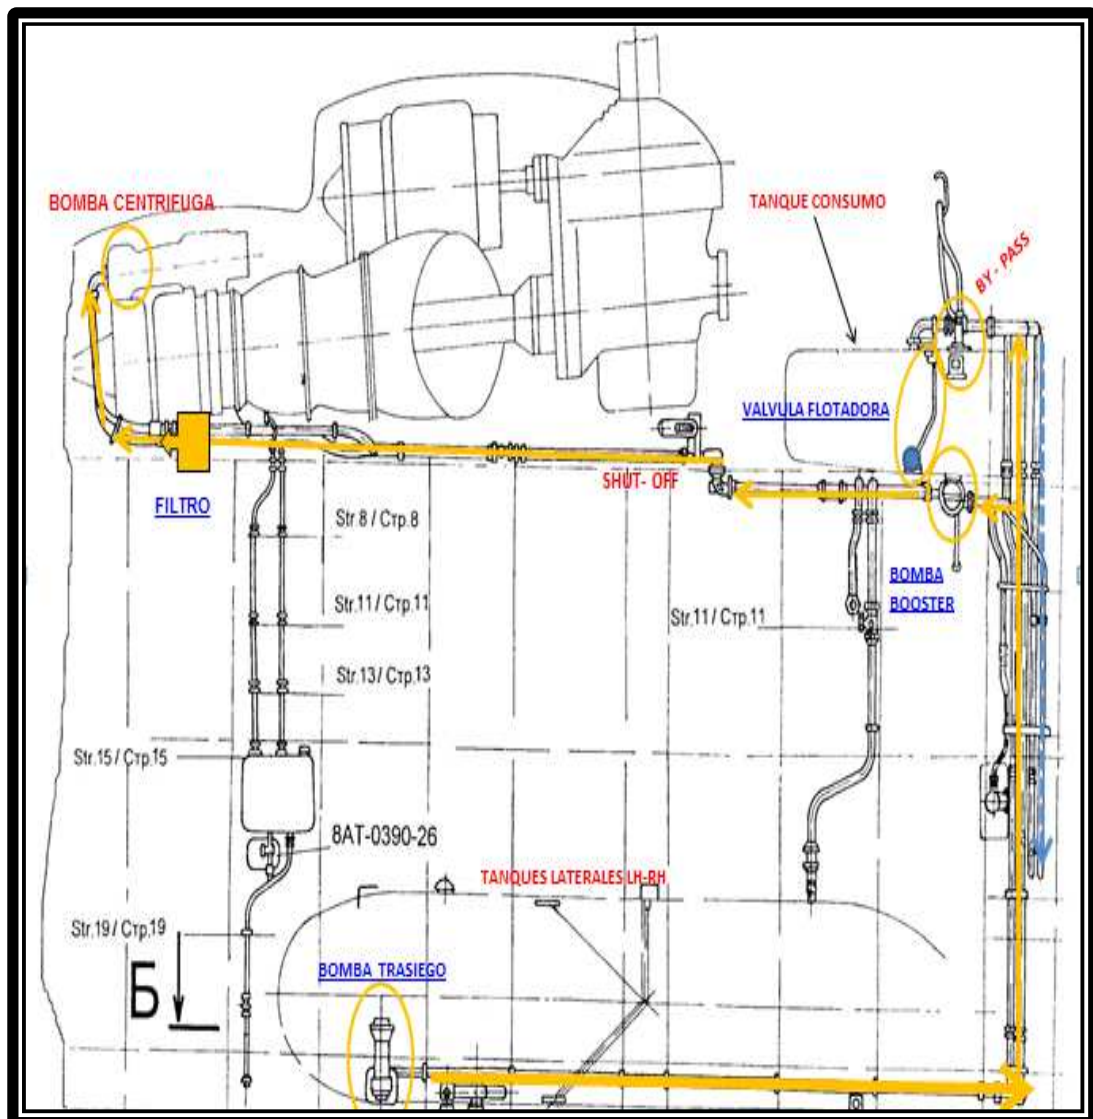 BOMBA CENTRIFUGA
TANQUE CONSUMO
BY - PASS
VALVULA FLOTADORA
SHUT- OFF
FILTRO
Str.8 / Стр.8
BOMBA
BOOSTER
Str.11 / Стр.11
Str.11 / Стр.11
Str.13 / Стр.13
Str.15 / Стр.15
8АТ-0390-26
TANQUES LATERALES LH-RH
Str.19 / Стр.19
BOMBA TRASIEGO
Б